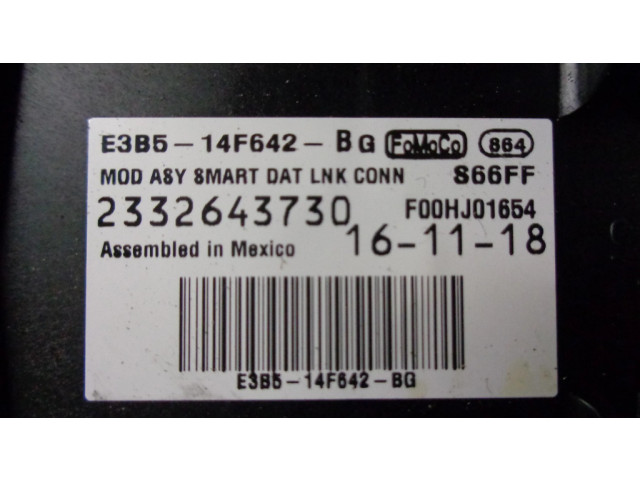 E3B5-14F642-BG FoMoCo 864
MOD ASY SMART DAT LNK CONN S66FF
2332643730 F00HJ01654
Assembled in Mexico 16-11-18
E3B5-14F642-BG